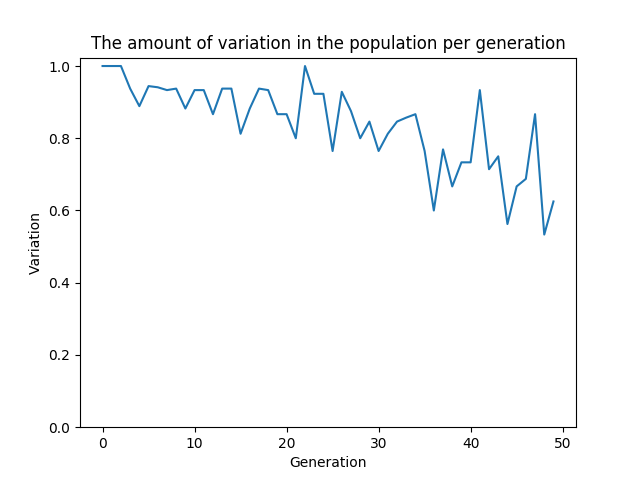 The amount of variation in the population per generation
1.0
0.8
0.6
0.4
0.2
0.0
Variation
0 10 20 30 40 50
Generation